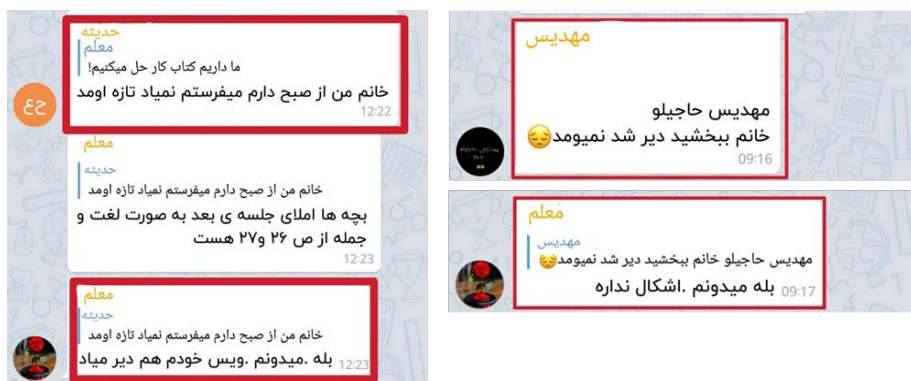 حدیثه
معلم
ما داریم کتاب کار حل میکنیم!
خانم من از صبح دارم میفرستم نمیاد تازه اومد
12:22
حع
معلم
حدیثه
خانم من از صبح دارم میفرستم نمیاد تازه اومد
بچه ها املای جلسه ی بعد به صورت لغت و
جمله از ص ۲۶ و۲۷ هست
12:23
معلم
حدیثه
خانم من از صبح دارم میفرستم نمیاد تازه اومد
بله .میدونم .ویس خودم هم دیر میاد
12:23
مهدیس
مهدیس حاجیلو
خانم ببخشید دیر شد نمیومد😔
09:16
معلم
مهدیس
مهدیس حاجیلو خانم ببخشید دیر شد نمیومد😔
بله میدونم .اشکال نداره
09:17